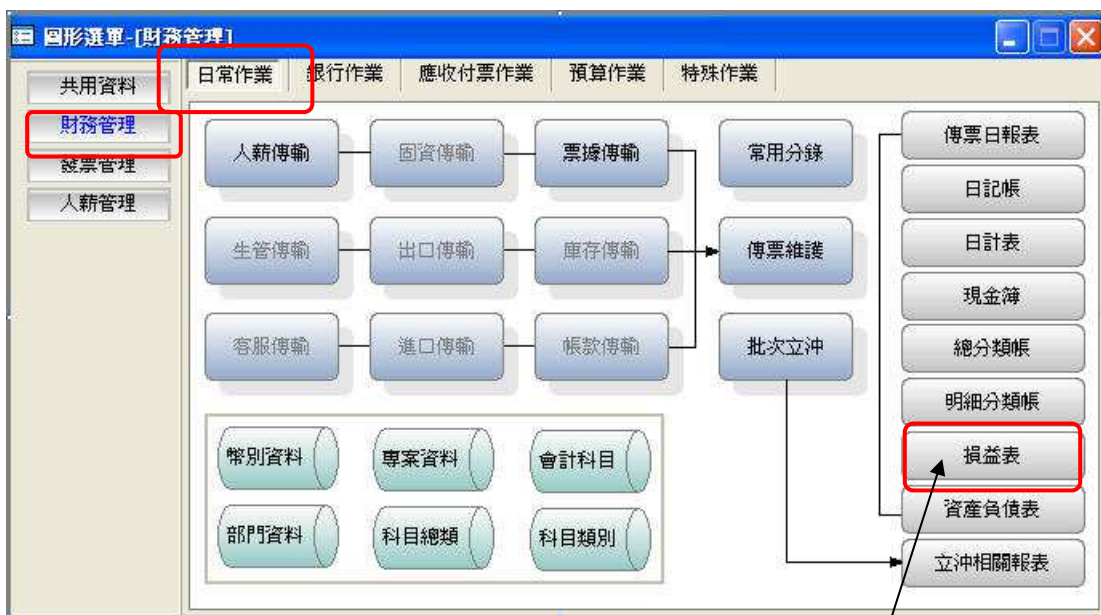 圖形選單-[財務管理]
共用資料
財務管理
發票管理
人薪管理
日常作業 銀行作業 應收付票作業 預算作業 特殊作業
人薪傳輸 固資傳輸 票據傳輸 常用分錄
生管傳輸 出口傳輸 庫存傳輸 傳票維護
客服傳輸 進口傳輸 帳款傳輸 批次立沖
幣別資料 專案資料 會計科目
部門資料 科目總類 科目類別
傳票日報表
日記帳
日計表
現金簿
總分類帳
明細分類帳
損益表
資產負債表
立沖相關報表